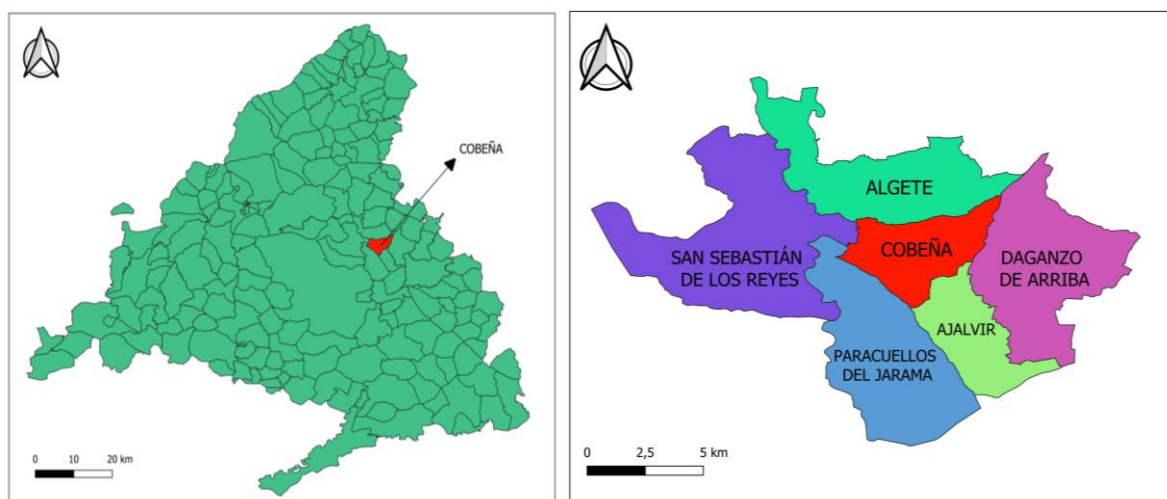 COBEÑA
0 10 20 km
ALGETE
COBEÑA
SAN SEBASTIÁN
DE LOS REYES
DAGANZO
DE ARRIBA
AJALVIR
PARACUELLOS
DEL JARAMA
0 2,5 5 km